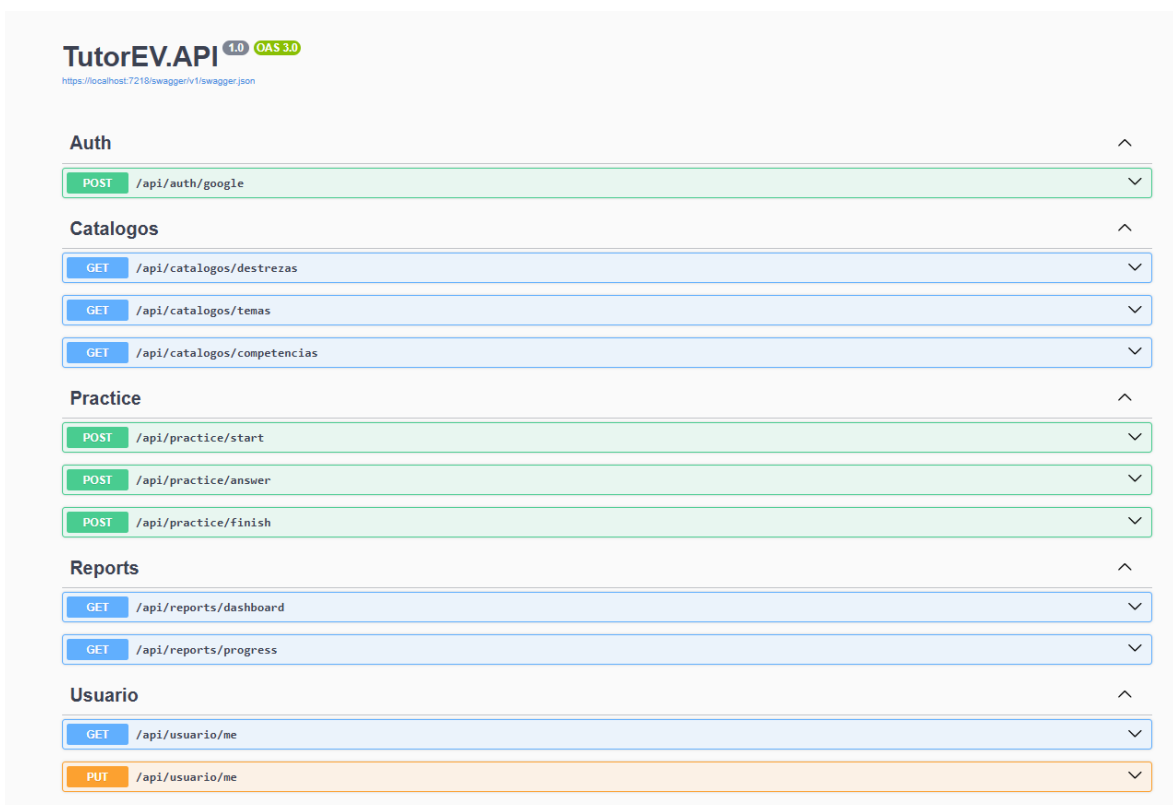 TutorEV.API 1.0 OAS 3.0
https://localhost:7218/swagger/v1/swagger.json
Auth
POST /api/auth/google
Catalogos
GET /api/catalogos/destrezas
GET /api/catalogos/temas
GET /api/catalogos/competencias
Practice
POST /api/practice/start
POST /api/practice/answer
POST /api/practice/finish
Reports
GET /api/reports/dashboard
GET /api/reports/progress
Usuario
GET /api/usuario/me
PUT /api/usuario/me